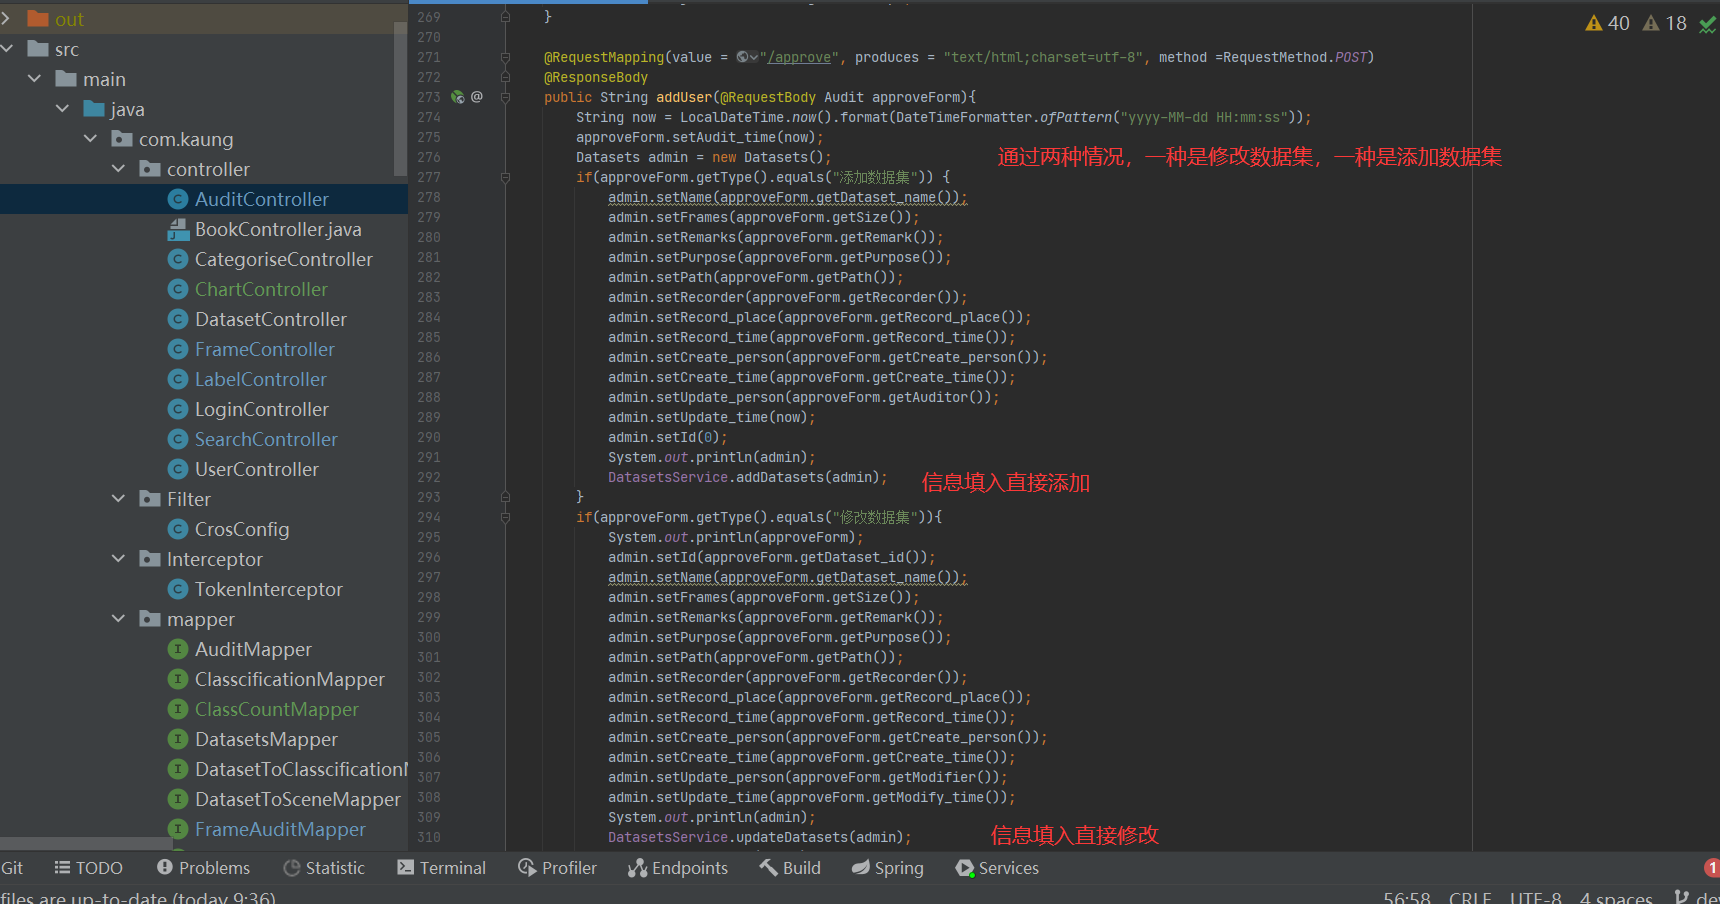 out
src
main
java
com.kaung
controller
AuditController
BookController.java
CategoriseController
ChartController
DatasetController
FrameController
LabelController
LoginController
SearchController
UserController
Filter
CrosConfig
Interceptor
TokenInterceptor
mapper
AuditMapper
ClasscificationMapper
ClassCountMapper
DatasetsMapper
DatasetToClasscification
DatasetToSceneMapper
FrameAuditMapper
40 18
269 }
270
271 @RequestMapping(value = "/approve", produces = "text/html;charset=utf-8", method =RequestMethod.POST)
272 @ResponseBody
273 @ public String addUser(@RequestBody Audit approveForm){
274 String now = LocalDateTime.now().format(DateTimeFormatter.ofPattern("yyyy-MM-dd HH:mm:ss"));
275 approveForm.setAudit_time(now);
276 Datasets admin = new Datasets();
通过两种情况，一种是修改数据集，一种是添加数据集
277 if(approveForm.getType().equals("添加数据集")) {
278 admin.setName(approveForm.getDataset_name());
279 admin.setFrames(approveForm.getSize());
280 admin.setRemarks(approveForm.getRemark());
281 admin.setPurpose(approveForm.getPurpose());
282 admin.setPath(approveForm.getPath());
283 admin.setRecorder(approveForm.getRecorder());
284 admin.setRecord_place(approveForm.getRecord_place());
285 admin.setRecord_time(approveForm.getRecord_time());
286 admin.setCreate_person(approveForm.getCreate_person());
287 admin.setCreate_time(approveForm.getCreate_time());
288 admin.setUpdate_person(approveForm.getAuditor());
289 admin.setUpdate_time(now);
290 admin.setId(0);
291 System.out.println(admin);
292 DatasetsService.addDatasets(admin); 信息填入直接添加
293 }
294 if(approveForm.getType().equals("修改数据集")){
295 System.out.println(approveForm);
296 admin.setId(approveForm.getDataset_id());
297 admin.setName(approveForm.getDataset_name());
298 admin.setFrames(approveForm.getSize());
299 admin.setRemarks(approveForm.getRemark());
300 admin.setPurpose(approveForm.getPurpose());
301 admin.setPath(approveForm.getPath());
302 admin.setRecorder(approveForm.getRecorder());
303 admin.setRecord_place(approveForm.getRecord_place());
304 admin.setRecord_time(approveForm.getRecord_time());
305 admin.setCreate_person(approveForm.getCreate_person());
306 admin.setCreate_time(approveForm.getCreate_time());
307 admin.setUpdate_person(approveForm.getModifier());
308 admin.setUpdate_time(approveForm.getModify_time());
309 System.out.println(admin);
310 DatasetsService.updateDatasets(admin); 信息填入直接修改
Git TODO Problems Statistic Terminal Profiler Endpoints Build Spring Services 1
files are up-to-date (today 9:36) 56:58 CRLF UTF-8 4 spaces